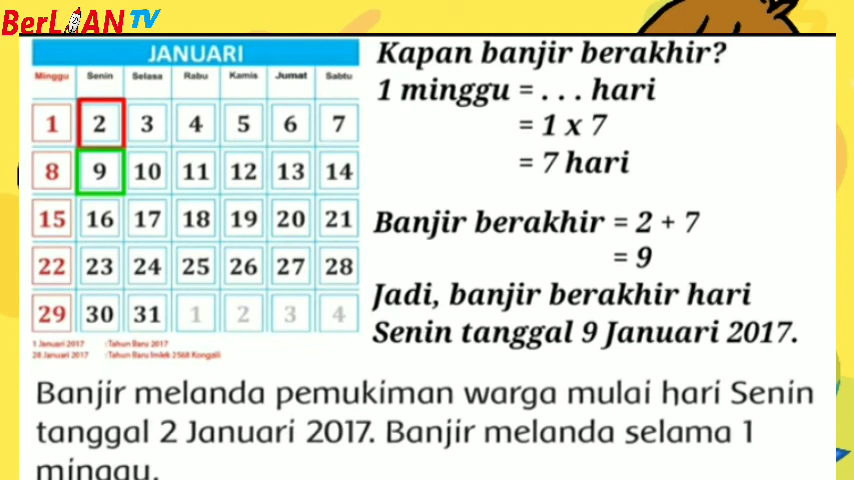 BerLIAN TV
JANUARI
Minggu Senin Selasa Rabu Kamis Jumat Sabtu
1 2 3 4 5 6 7
8 9 10 11 12 13 14
15 16 17 18 19 20 21
22 23 24 25 26 27 28
29 30 31 1 2 3 4
1 Januari 2017 : Tahun Baru 2017
28 Januari 2017 : Tahun Baru Imlek 2568 Kongzili
Kapan banjir berakhir?
1 minggu = . . . hari
= 1 x 7
= 7 hari
Banjir berakhir = 2 + 7
= 9
Jadi, banjir berakhir hari
Senin tanggal 9 Januari 2017.
Banjir melanda pemukiman warga mulai hari Senin
tanggal 2 Januari 2017. Banjir melanda selama 1
minggu.